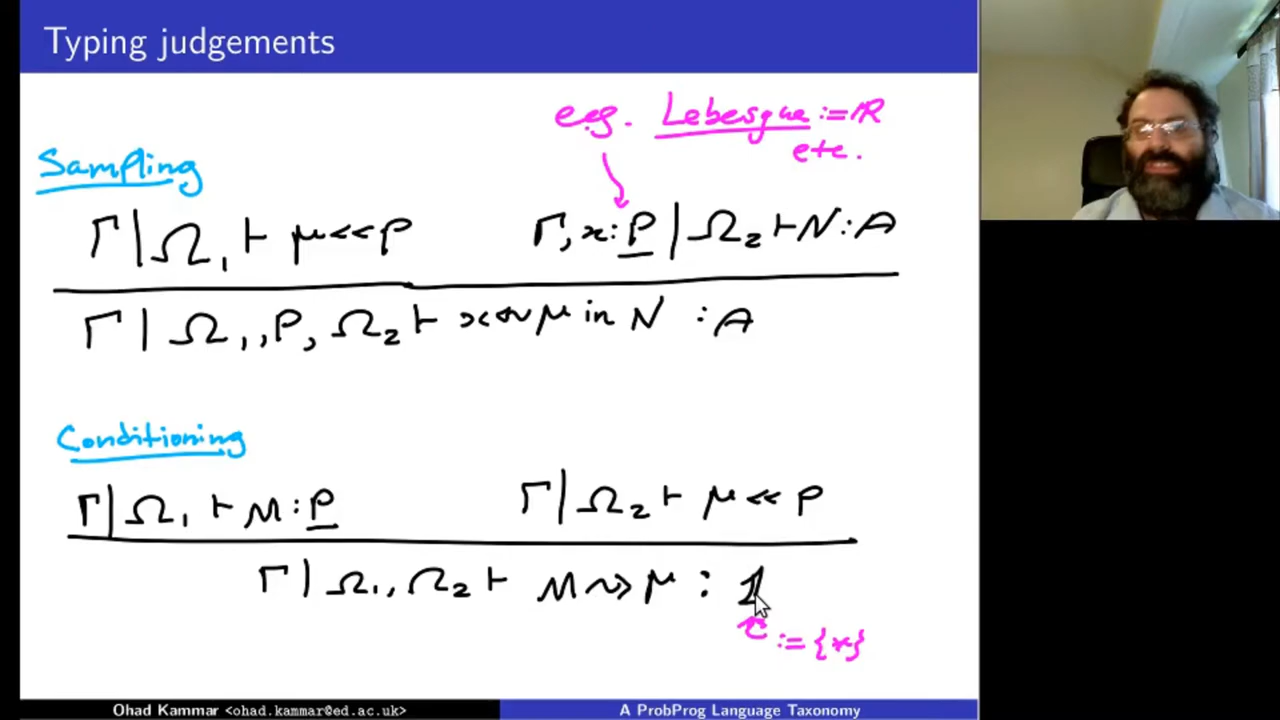 Typing judgements
e.g. Lebesgue := ℝ
etc.
Sampling
Γ | Ω₁ ⊢ μ << P Γ, x : P | Ω₂ ⊢ N : A
Γ | Ω₁, P, Ω₂ ⊢ x ⇝ μ in N : A
Conditioning
Γ | Ω₁ ⊢ M : P Γ | Ω₂ ⊢ μ << P
Γ | Ω₁, Ω₂ ⊢ M ⇝ μ : 𝟙
:= {*}
Ohad Kammar <ohad.kammar@ed.ac.uk> A ProbProg Language Taxonomy